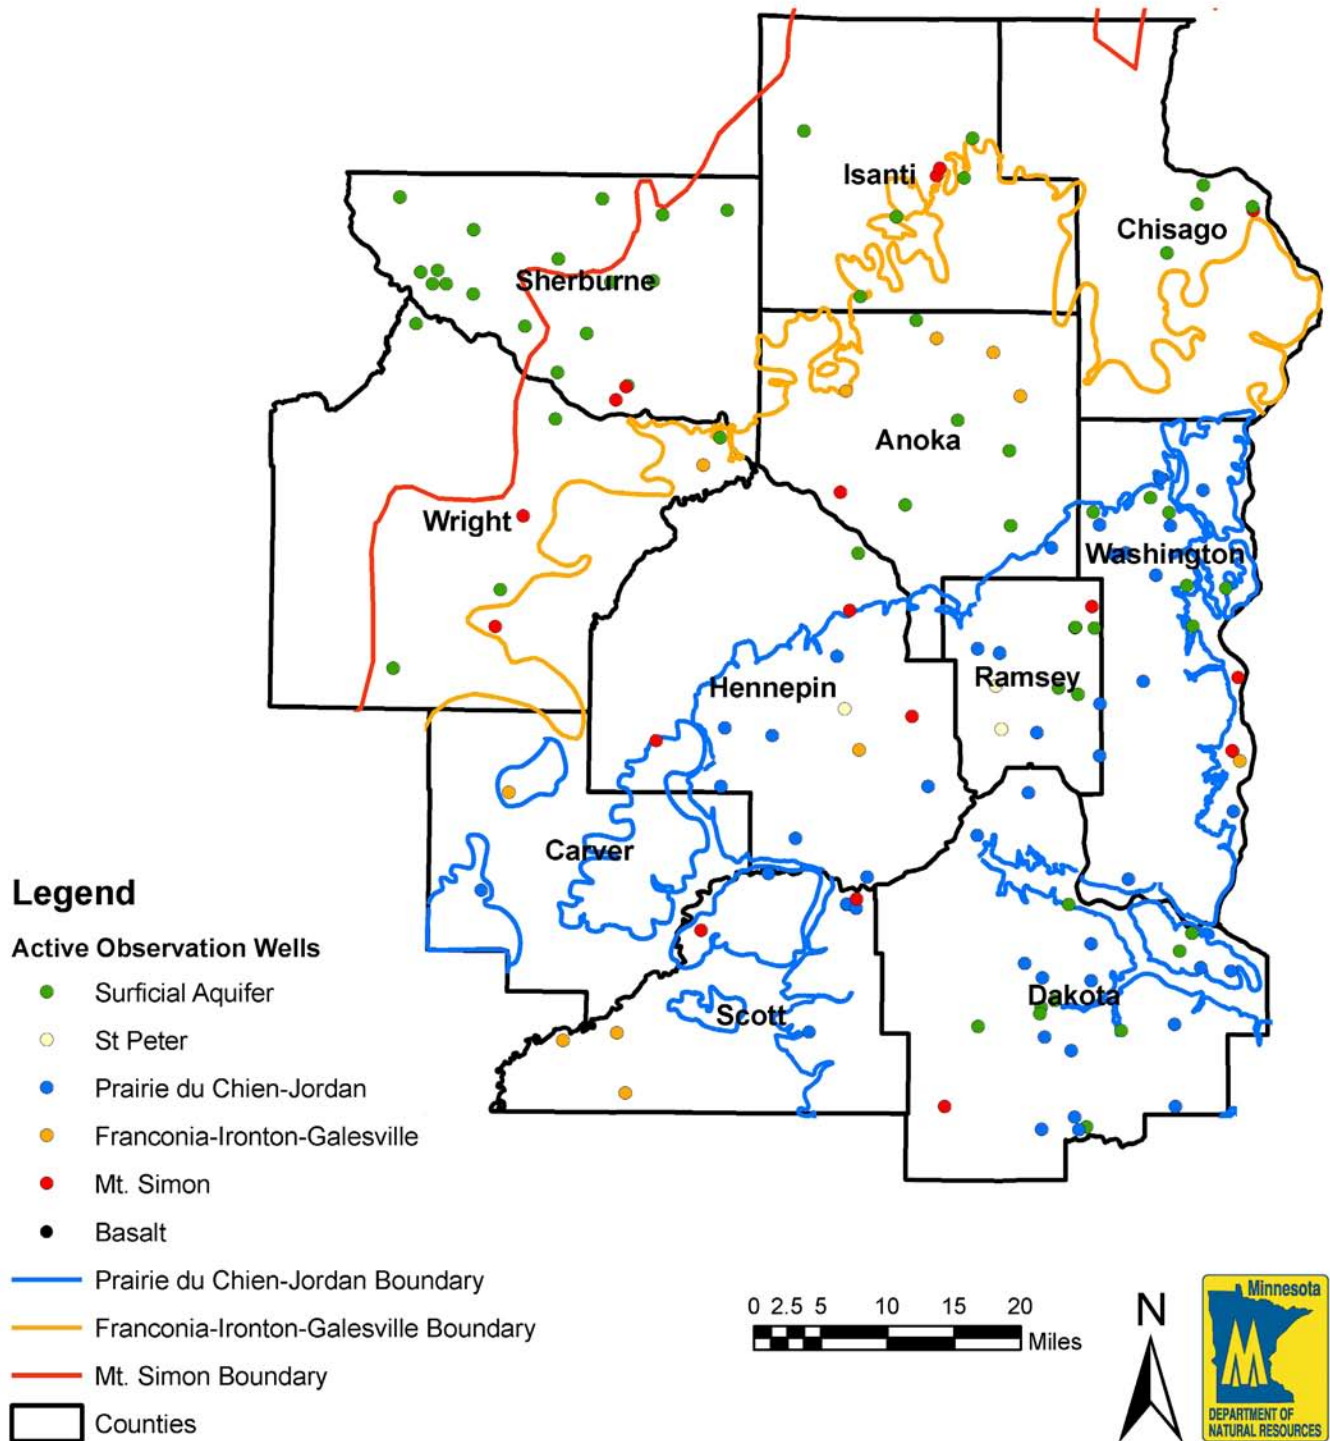 Isanti
Chisago
Sherburne
Anoka
Wright
Washington
Hennepin
Ramsey
Carver
Scott
Dakota
Legend
Active Observation Wells
Surficial Aquifer
St Peter
Prairie du Chien-Jordan
Franconia-Ironton-Galesville
Mt. Simon
Basalt
Prairie du Chien-Jordan Boundary
Franconia-Ironton-Galesville Boundary
Mt. Simon Boundary
Counties
0 2.5 5 10 15 20
Miles
N
Minnesota
DEPARTMENT OF
NATURAL RESOURCES